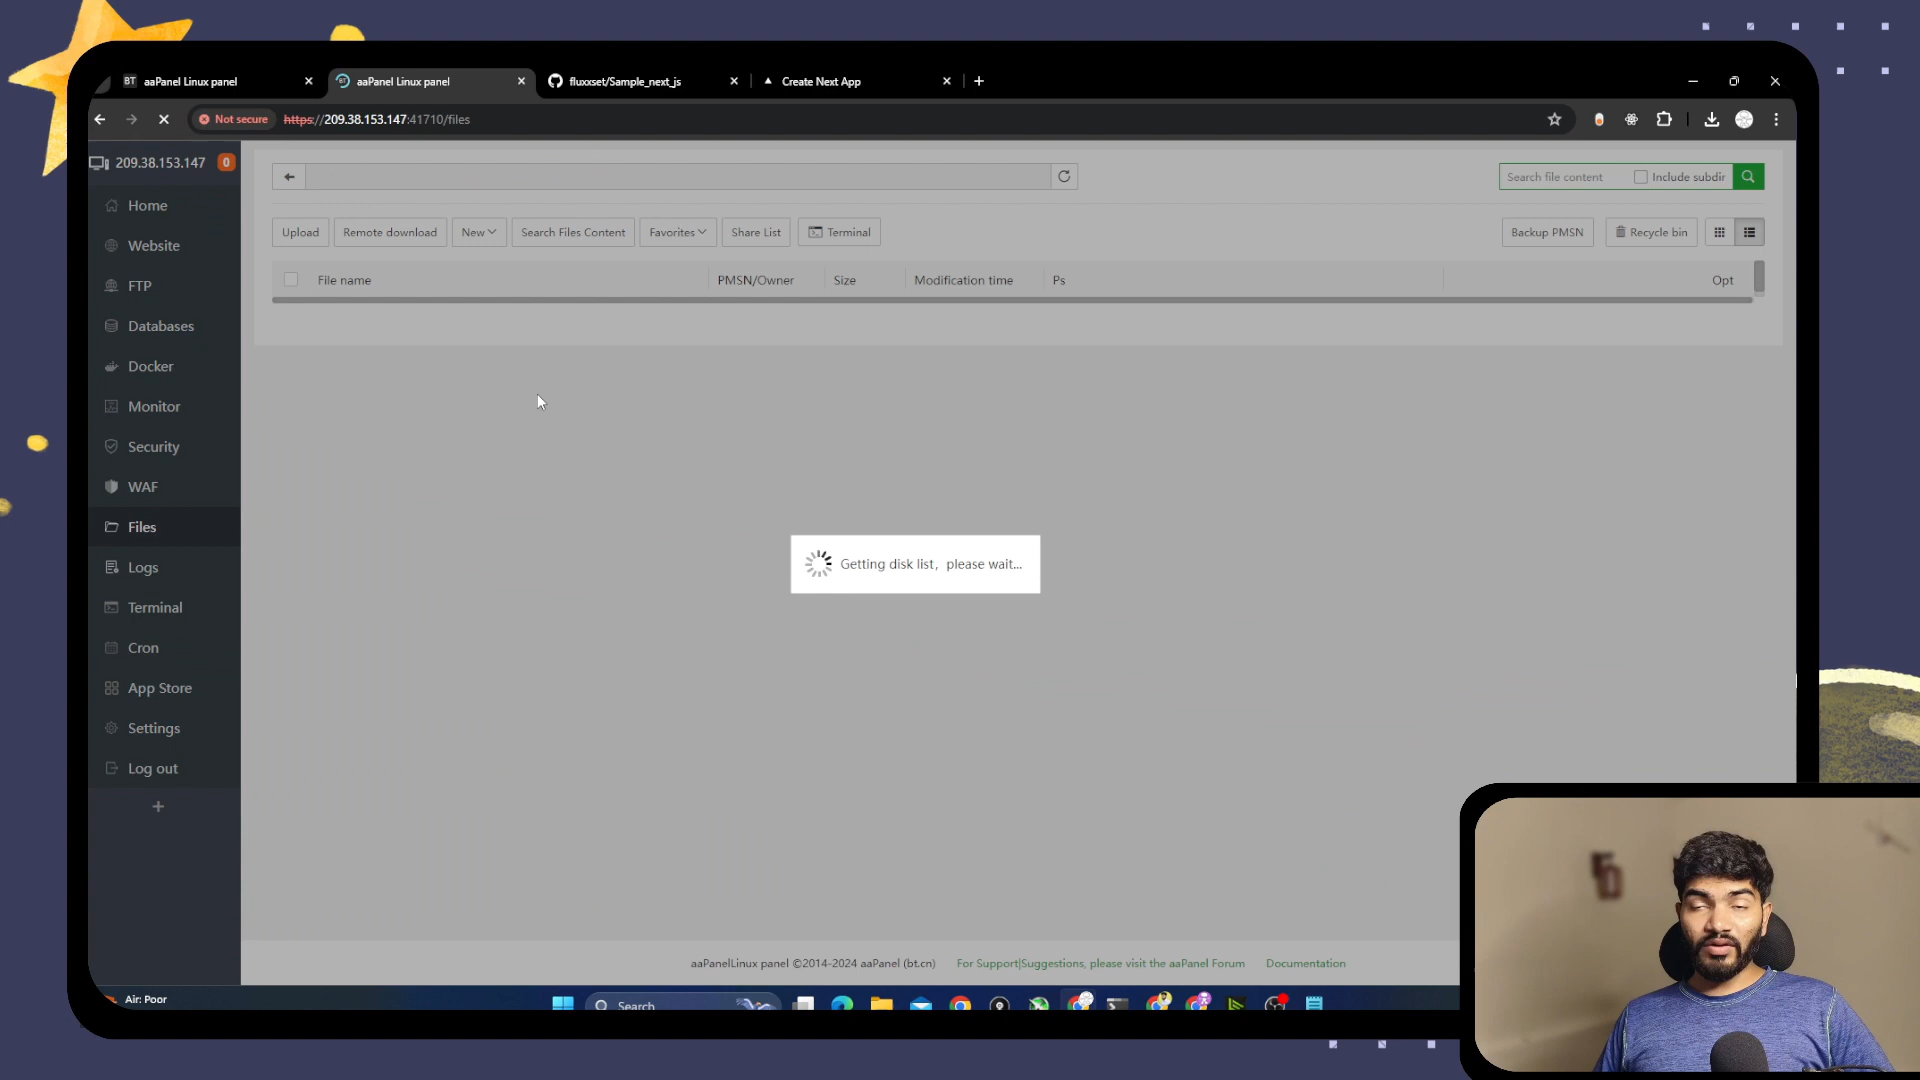 BT aaPanel Linux panel
BT aaPanel Linux panel
fluxxset/Sample_next_js
Create Next App
Not secure https://209.38.153.147:41710/files
209.38.153.147 0
Search file content Include subdir
Home
Website
FTP
Databases
Docker
Monitor
Security
WAF
Files
Logs
Terminal
Cron
App Store
Settings
Log out
Upload Remote download New Search Files Content Favorites Share List Terminal Backup PMSN Recycle bin
File name PMSN/Owner Size Modification time Ps Opt
Getting disk list, please wait...
aaPanelLinux panel ©2014-2024 aaPanel (bt.cn) For Support|Suggestions, please visit the aaPanel Forum Documentation
Air: Poor
Search